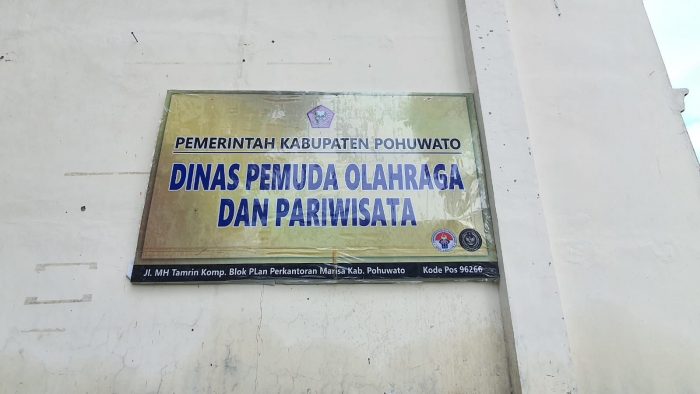 PEMERINTAH KABUPATEN POHUWATO
DINAS PEMUDA OLAHRAGA
DAN PARIWISATA
Jl. MH Tamrin Komp. Blok PLan Perkantoran Marisa Kab. Pohuwato Kode Pos 96266